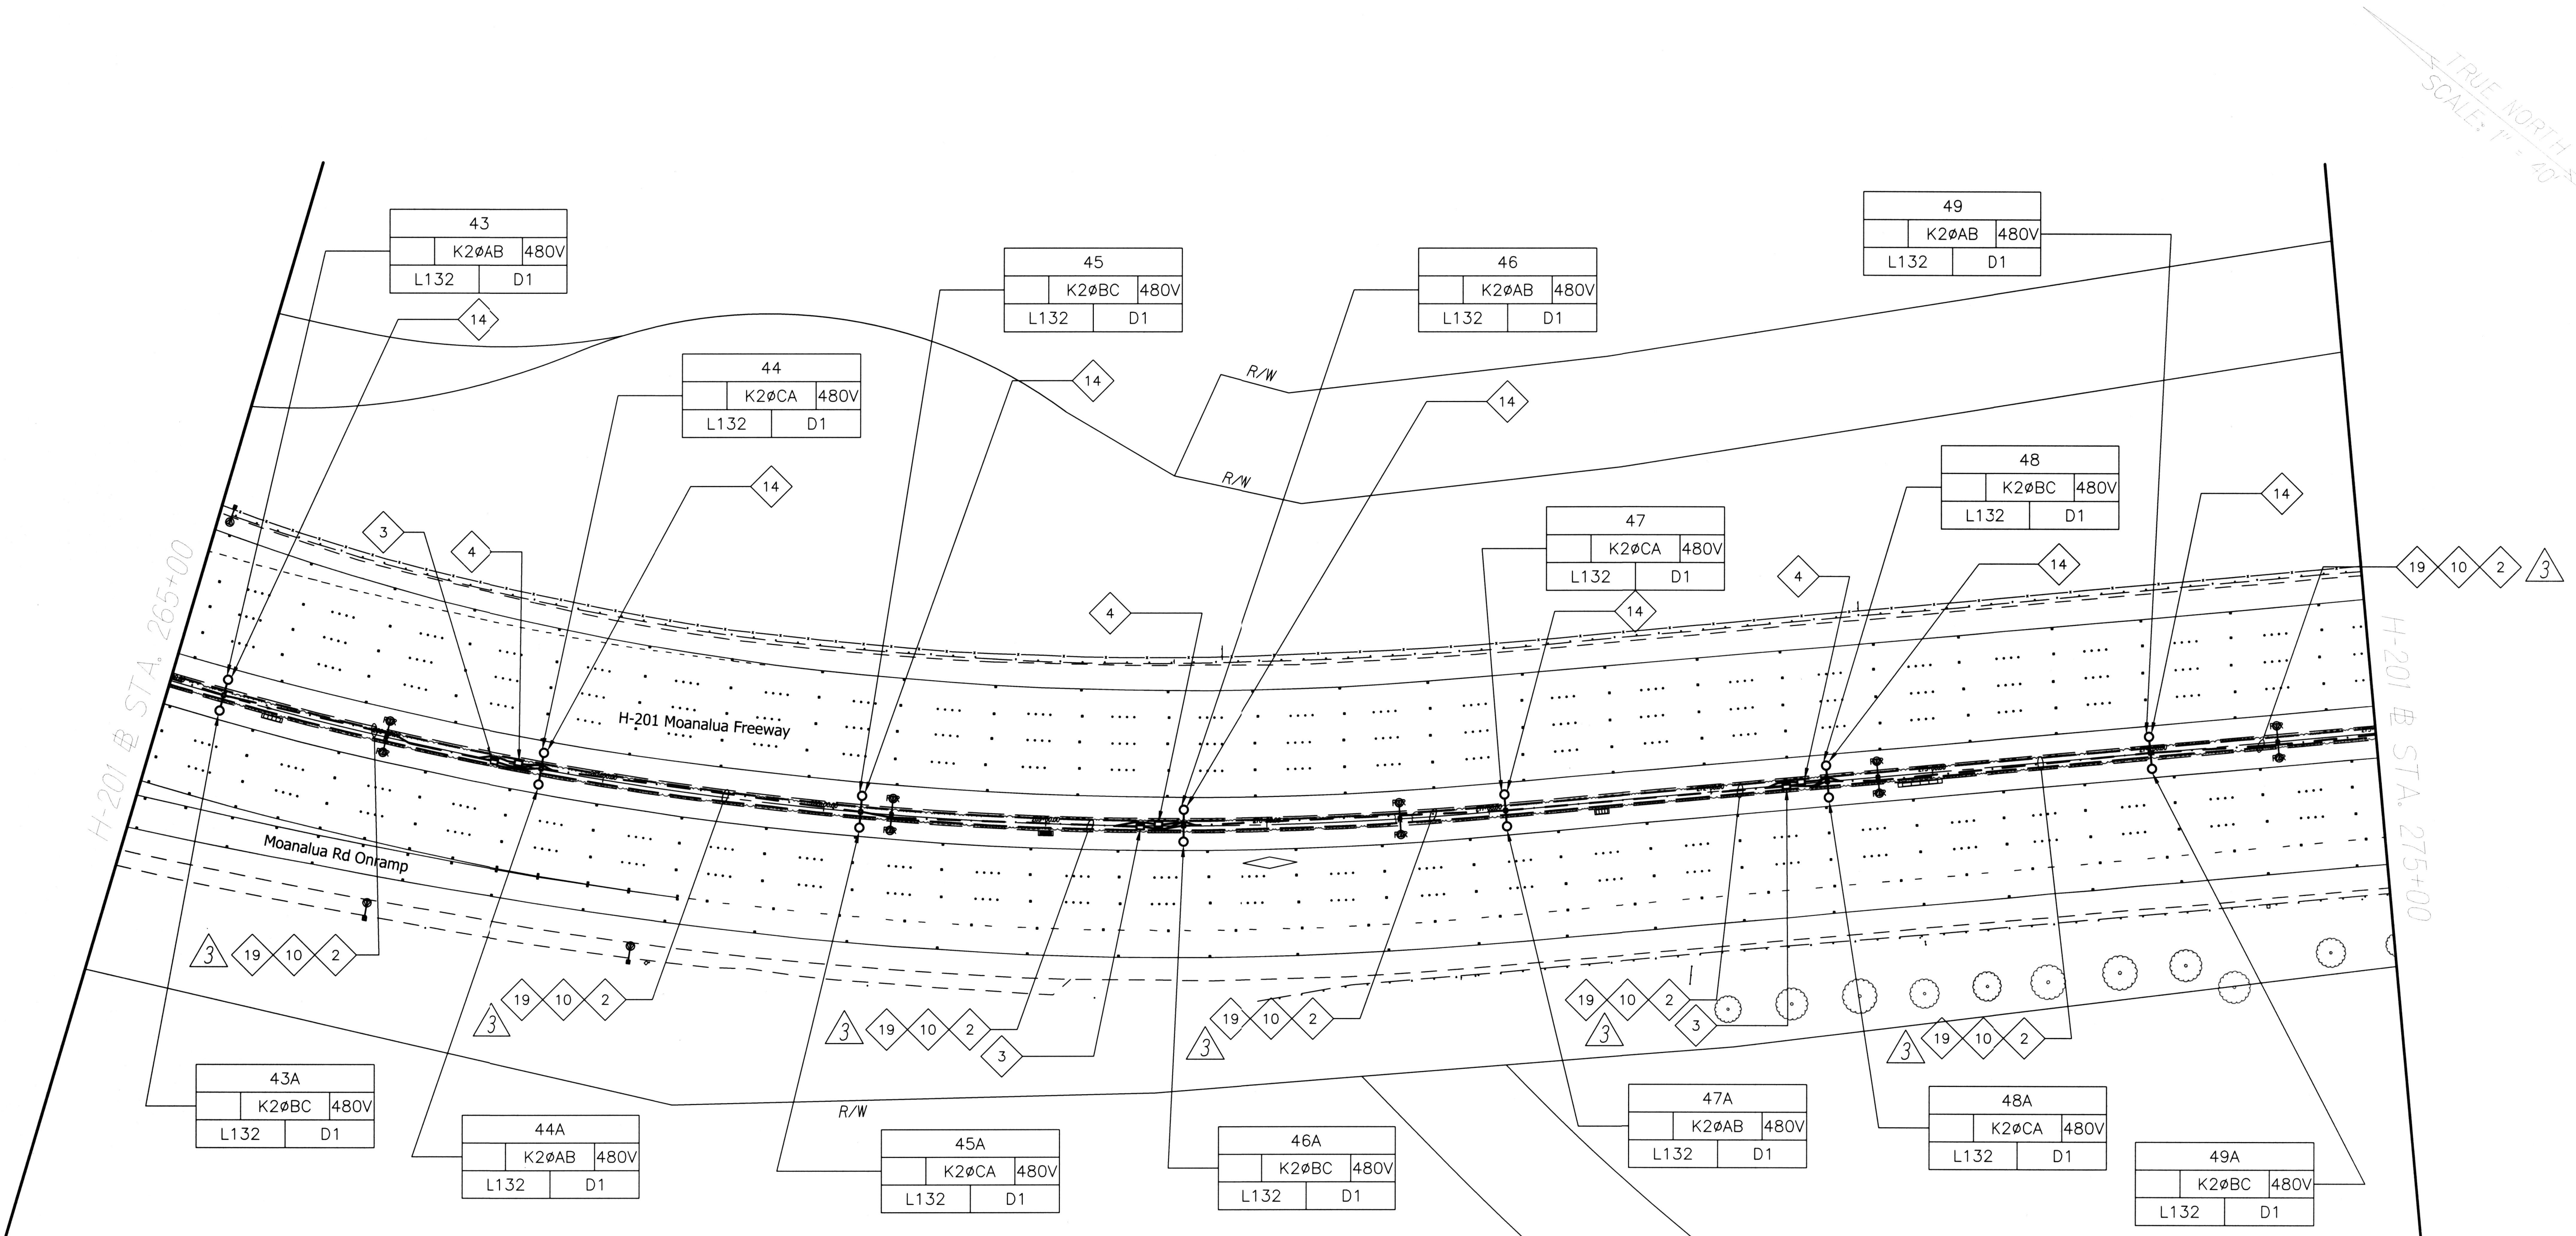 TRUE NORTH
SCALE: 1" = 40'
43
K2øAB 480V
L132 D1
14
44
K2øCA 480V
L132 D1
14
45
K2øBC 480V
L132 D1
14
46
K2øAB 480V
L132 D1
14
49
K2øAB 480V
L132 D1
14
48
K2øBC 480V
L132 D1
14
47
K2øCA 480V
L132 D1
14
R/W
R/W
3
4
4
4
19 10 2 3
H-201 B STA. 265+00
H-201 Moanalua Freeway
Moanalua Rd Onramp
H-201 B STA. 275+00
3 19 10 2
3 19 10 2
3 19 10 2
3
3 19 10 2
19 10 2
3
3
3 19 10 2
R/W
43A
K2øBC 480V
L132 D1
44A
K2øAB 480V
L132 D1
45A
K2øCA 480V
L132 D1
46A
K2øBC 480V
L132 D1
47A
K2øAB 480V
L132 D1
48A
K2øCA 480V
L132 D1
49A
K2øBC 480V
L132 D1